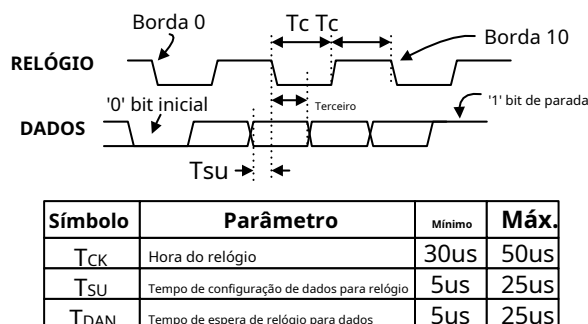 Borda 0
Tc Tc
Borda 10
RELÓGIO
'0' bit inicial
Terceiro
'1' bit de parada
DADOS
Tsu
Símbolo Parâmetro Mínimo Máx.
TCK Hora do relógio 30us 50us
TSU Tempo de configuração de dados para relógio 5us 25us
TDAN Tempo de espera de relógio para dados 5us 25us